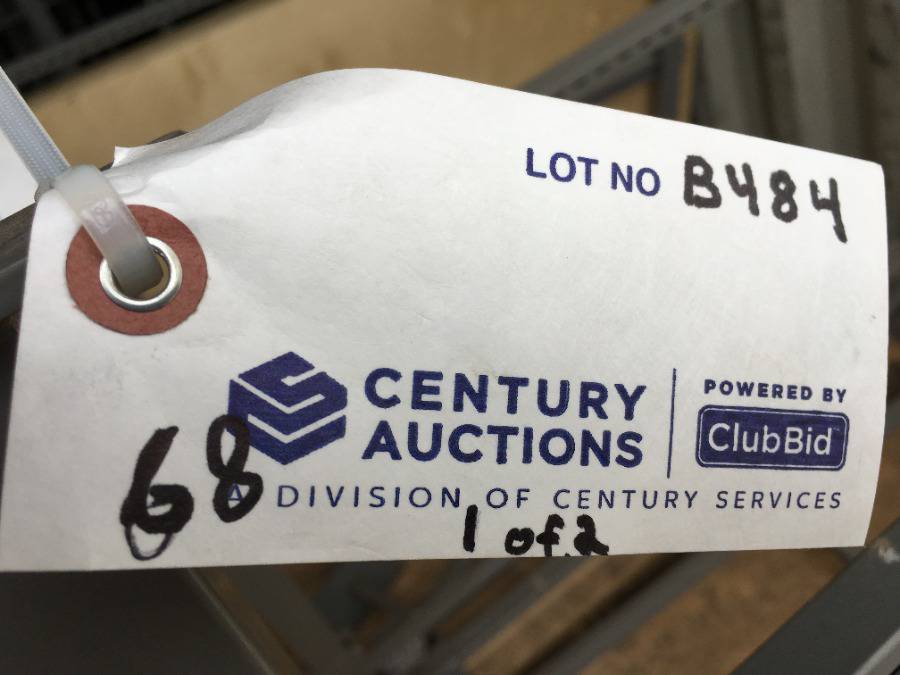 LOT NO B484
CENTURY
AUCTIONS
POWERED BY
ClubBid
68
A DIVISION OF CENTURY SERVICES
1 of 2